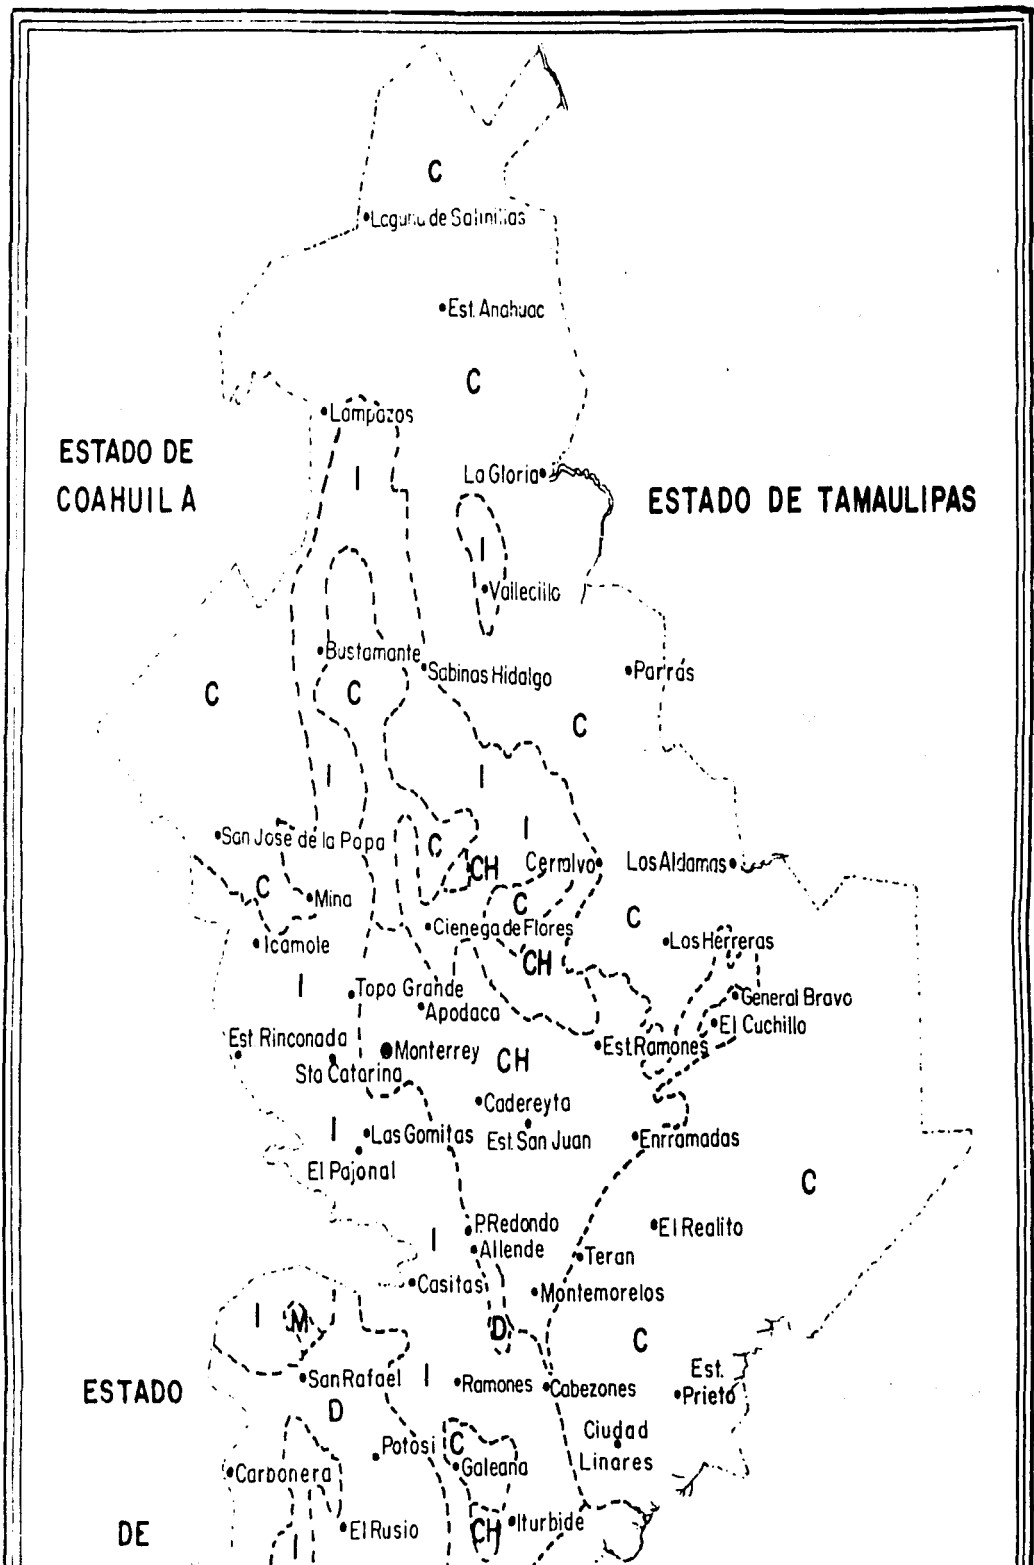 C
Laguna de Salinillas
Est. Anahuac
C
Lampazos
ESTADO DE
COAHUILA
I
La Gloria
ESTADO DE TAMAULIPAS
I
Vallecillo
Bustamante
Sabinas Hidalgo
Parrás
C
C
C
I
I
I
San Jose de la Popa
C
CH
Cerralvo
Los Aldamas
C
Mina
C
C
Cienega de Flores
Icamole
Los Herreras
CH
I
Topo Grande
General Bravo
Apodaca
El Cuchillo
Est. Rinconada
Monterrey
Est. Ramones
Sta Catarina
CH
Cadereyta
I
Las Gomitas
Est. San Juan
Enrramadas
El Pajonal
C
P. Redondo
El Realito
I
Allende
Teran
Casitas
Montemorelos
I
M
D
C
San Rafael
I
Ramones
Cabezones
Est.
Prieto
ESTADO
D
Potosi
C
Ciudad
Linares
Carbonera
Galeana
DE
El Rusio
CH
Iturbide
I